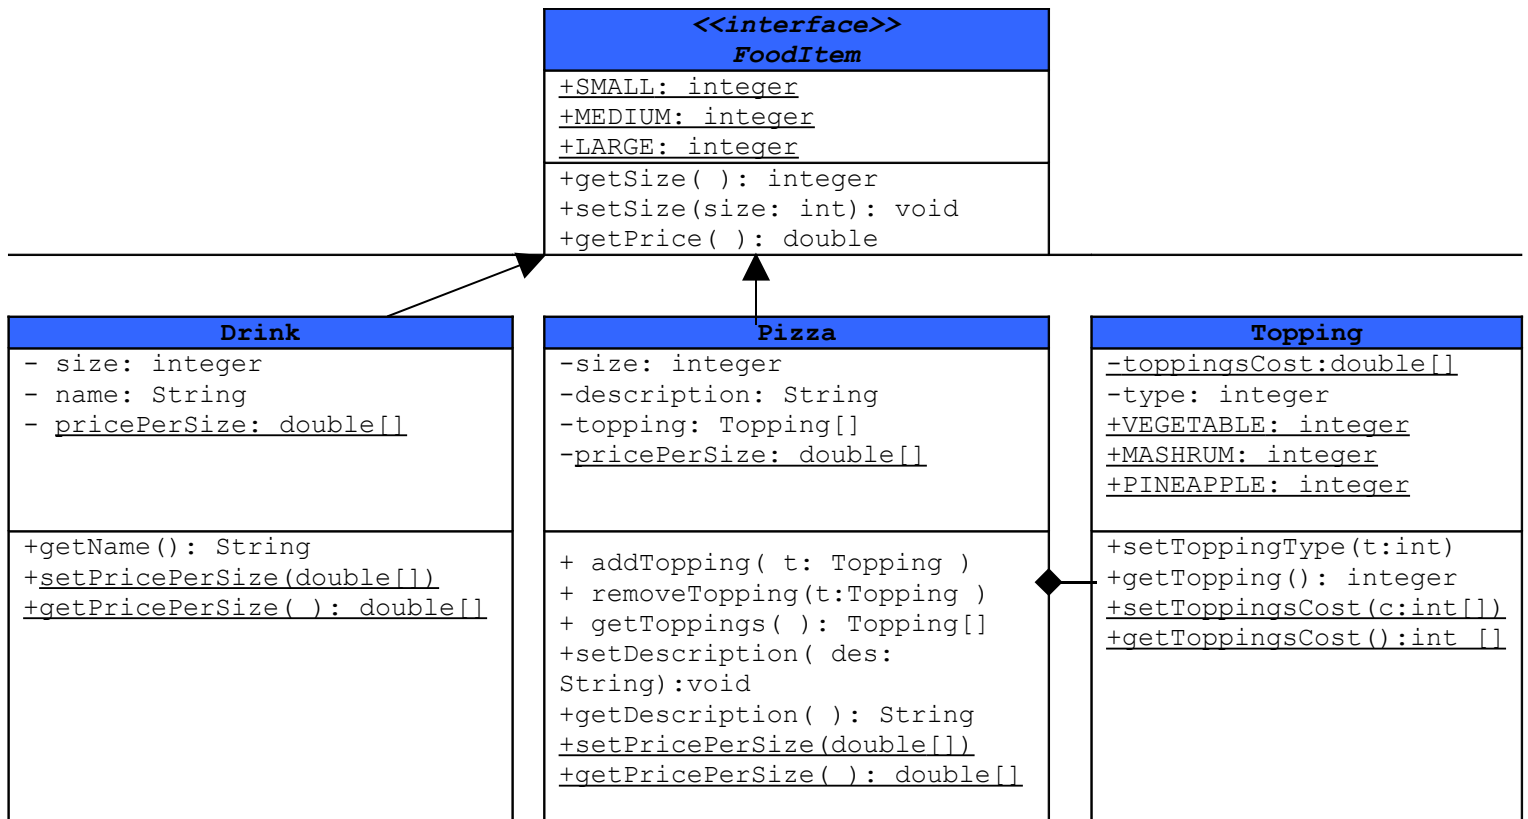 <<interface>>
FoodItem
+SMALL: integer
+MEDIUM: integer
+LARGE: integer
+getSize( ): integer
+setSize(size: int): void
+getPrice( ): double
Drink
- size: integer
- name: String
- pricePerSize: double[]
+getName(): String
+setPricePerSize(double[])
+getPricePerSize( ): double[]
Pizza
-size: integer
-description: String
-topping: Topping[]
-pricePerSize: double[]
+ addTopping( t: Topping )
+ removeTopping(t:Topping )
+ getToppings( ): Topping[]
+setDescription( des:
String):void
+getDescription( ): String
+setPricePerSize(double[])
+getPricePerSize( ): double[]
Topping
-toppingsCost:double[]
-type: integer
+VEGETABLE: integer
+MASHRUM: integer
+PINEAPPLE: integer
+setToppingType(t:int)
+getTopping(): integer
+setToppingsCost(c:int[])
+getToppingsCost():int []